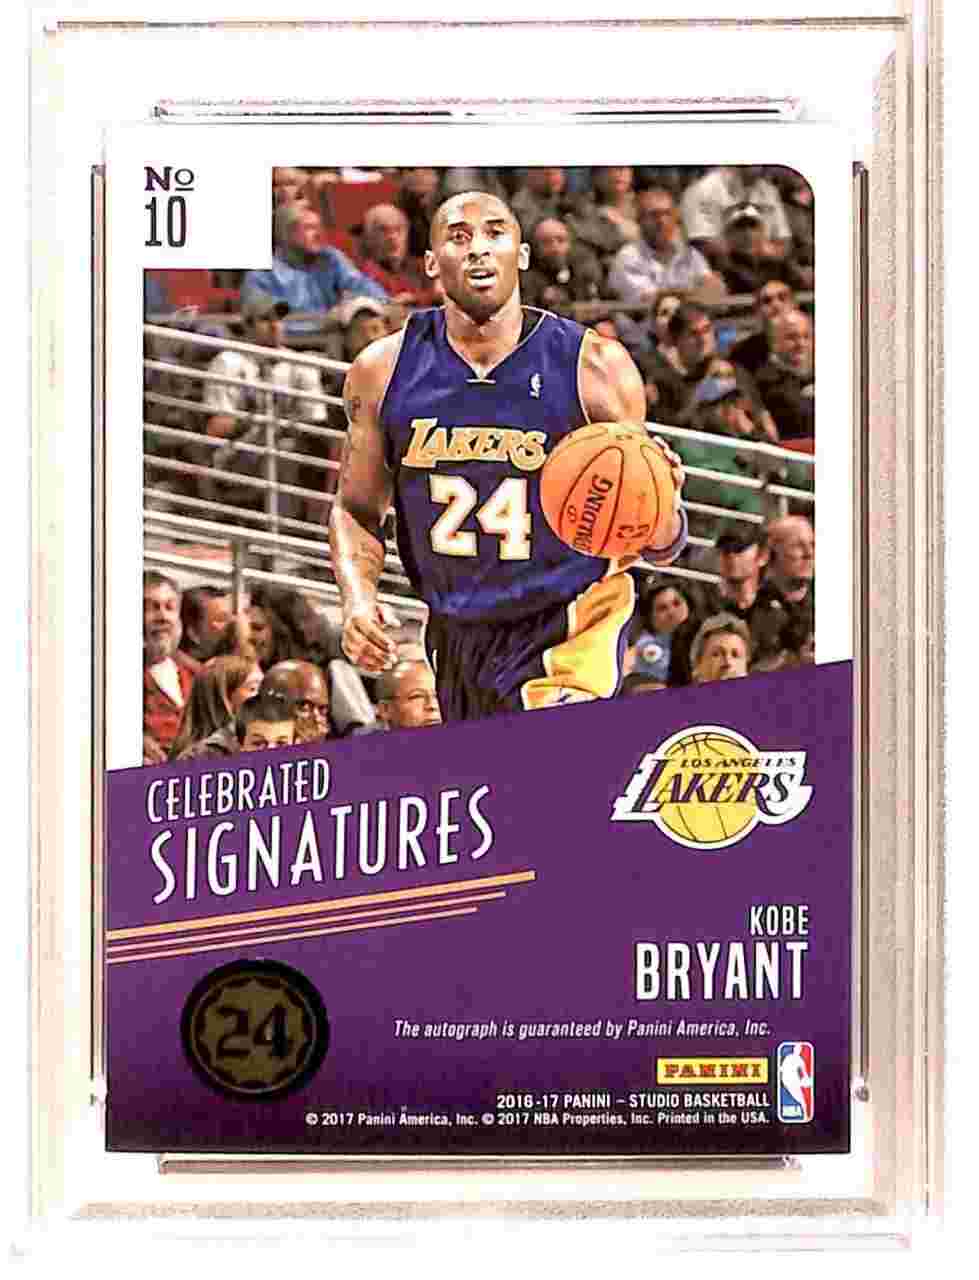 No
10
LAKERS
24
SPALDING
CELEBRATED
SIGNATURES
LOS ANGELES
LAKERS
KOBE
BRYANT
24
The autograph is guaranteed by Panini America, Inc.
PANINI
2016-17 PANINI – STUDIO BASKETBALL
© 2017 Panini America, Inc. © 2017 NBA Properties, Inc. Printed in the USA.
NBA